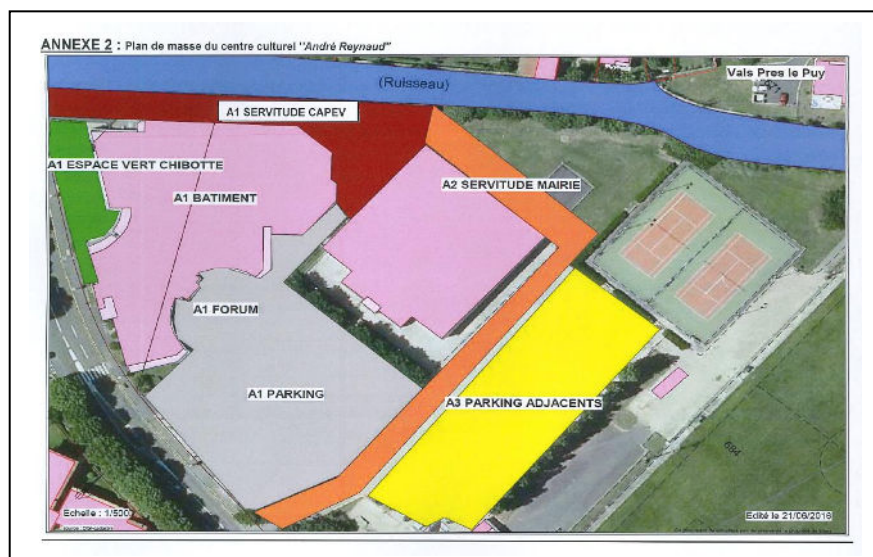 ANNEXE 2 : Plan de masse du centre culturel "André Reynaud"
(Ruisseau)
Vals Pres le Puy
A1 SERVITUDE CAPEV
A1 ESPACE VERT CHIBOTTE
A2 SERVITUDE MAIRIE
A1 BATIMENT
A1 FORUM
A1 PARKING
A3 PARKING ADJACENTS
684
Echelle : 1/500
Edité le 21/06/2016